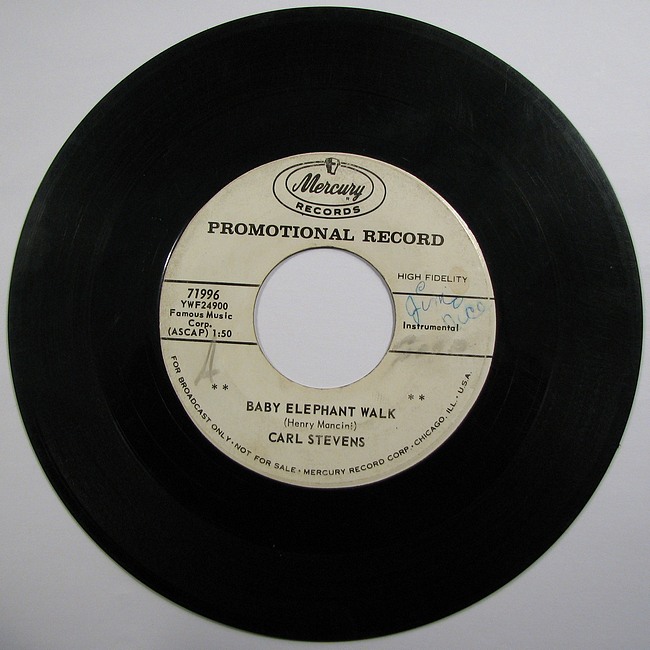 Mercury
RECORDS
PROMOTIONAL RECORD
HIGH FIDELITY
71996
YWF24900
Famous Music
Corp.
(ASCAP) 1:50
Instrumental
nice
A
** **
BABY ELEPHANT WALK
(Henry Mancini)
CARL STEVENS
FOR BROADCAST ONLY • NOT FOR SALE • MERCURY RECORD CORP. • CHICAGO, ILL. • U.S.A.